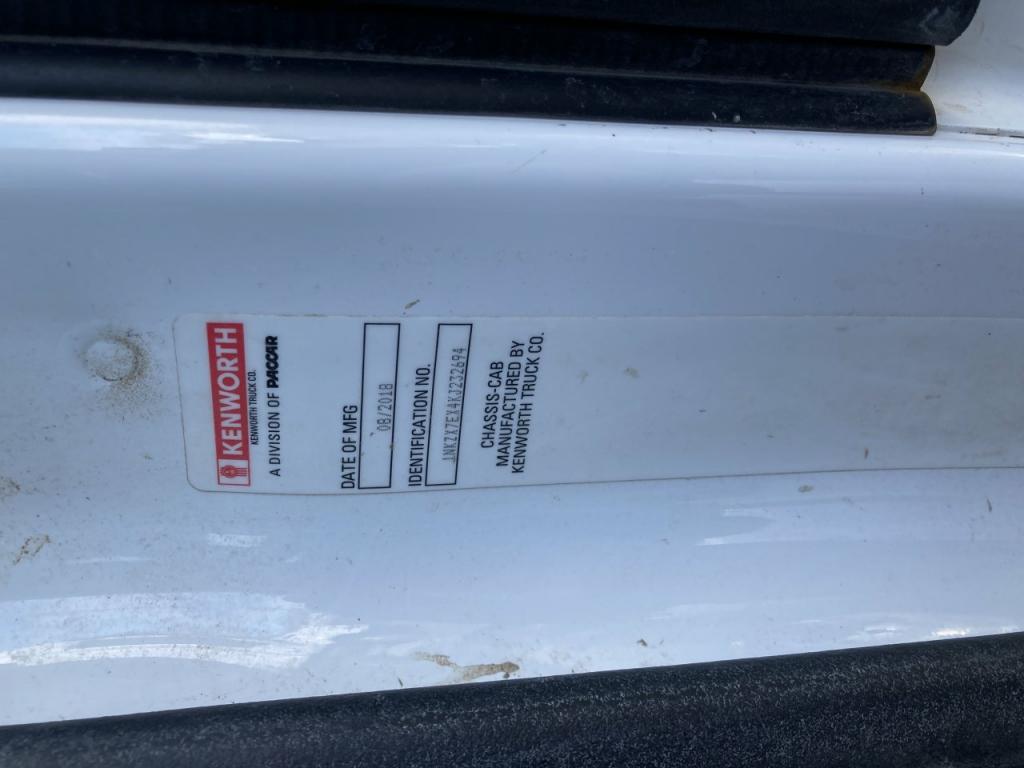 KENWORTH
KENWORTH TRUCK CO.
A DIVISION OF PACCAR
DATE OF MFG
08/2018
IDENTIFICATION NO.
1NKZX7EX4KJ232694
CHASSIS-CAB
MANUFACTURED BY
KENWORTH TRUCK CO.